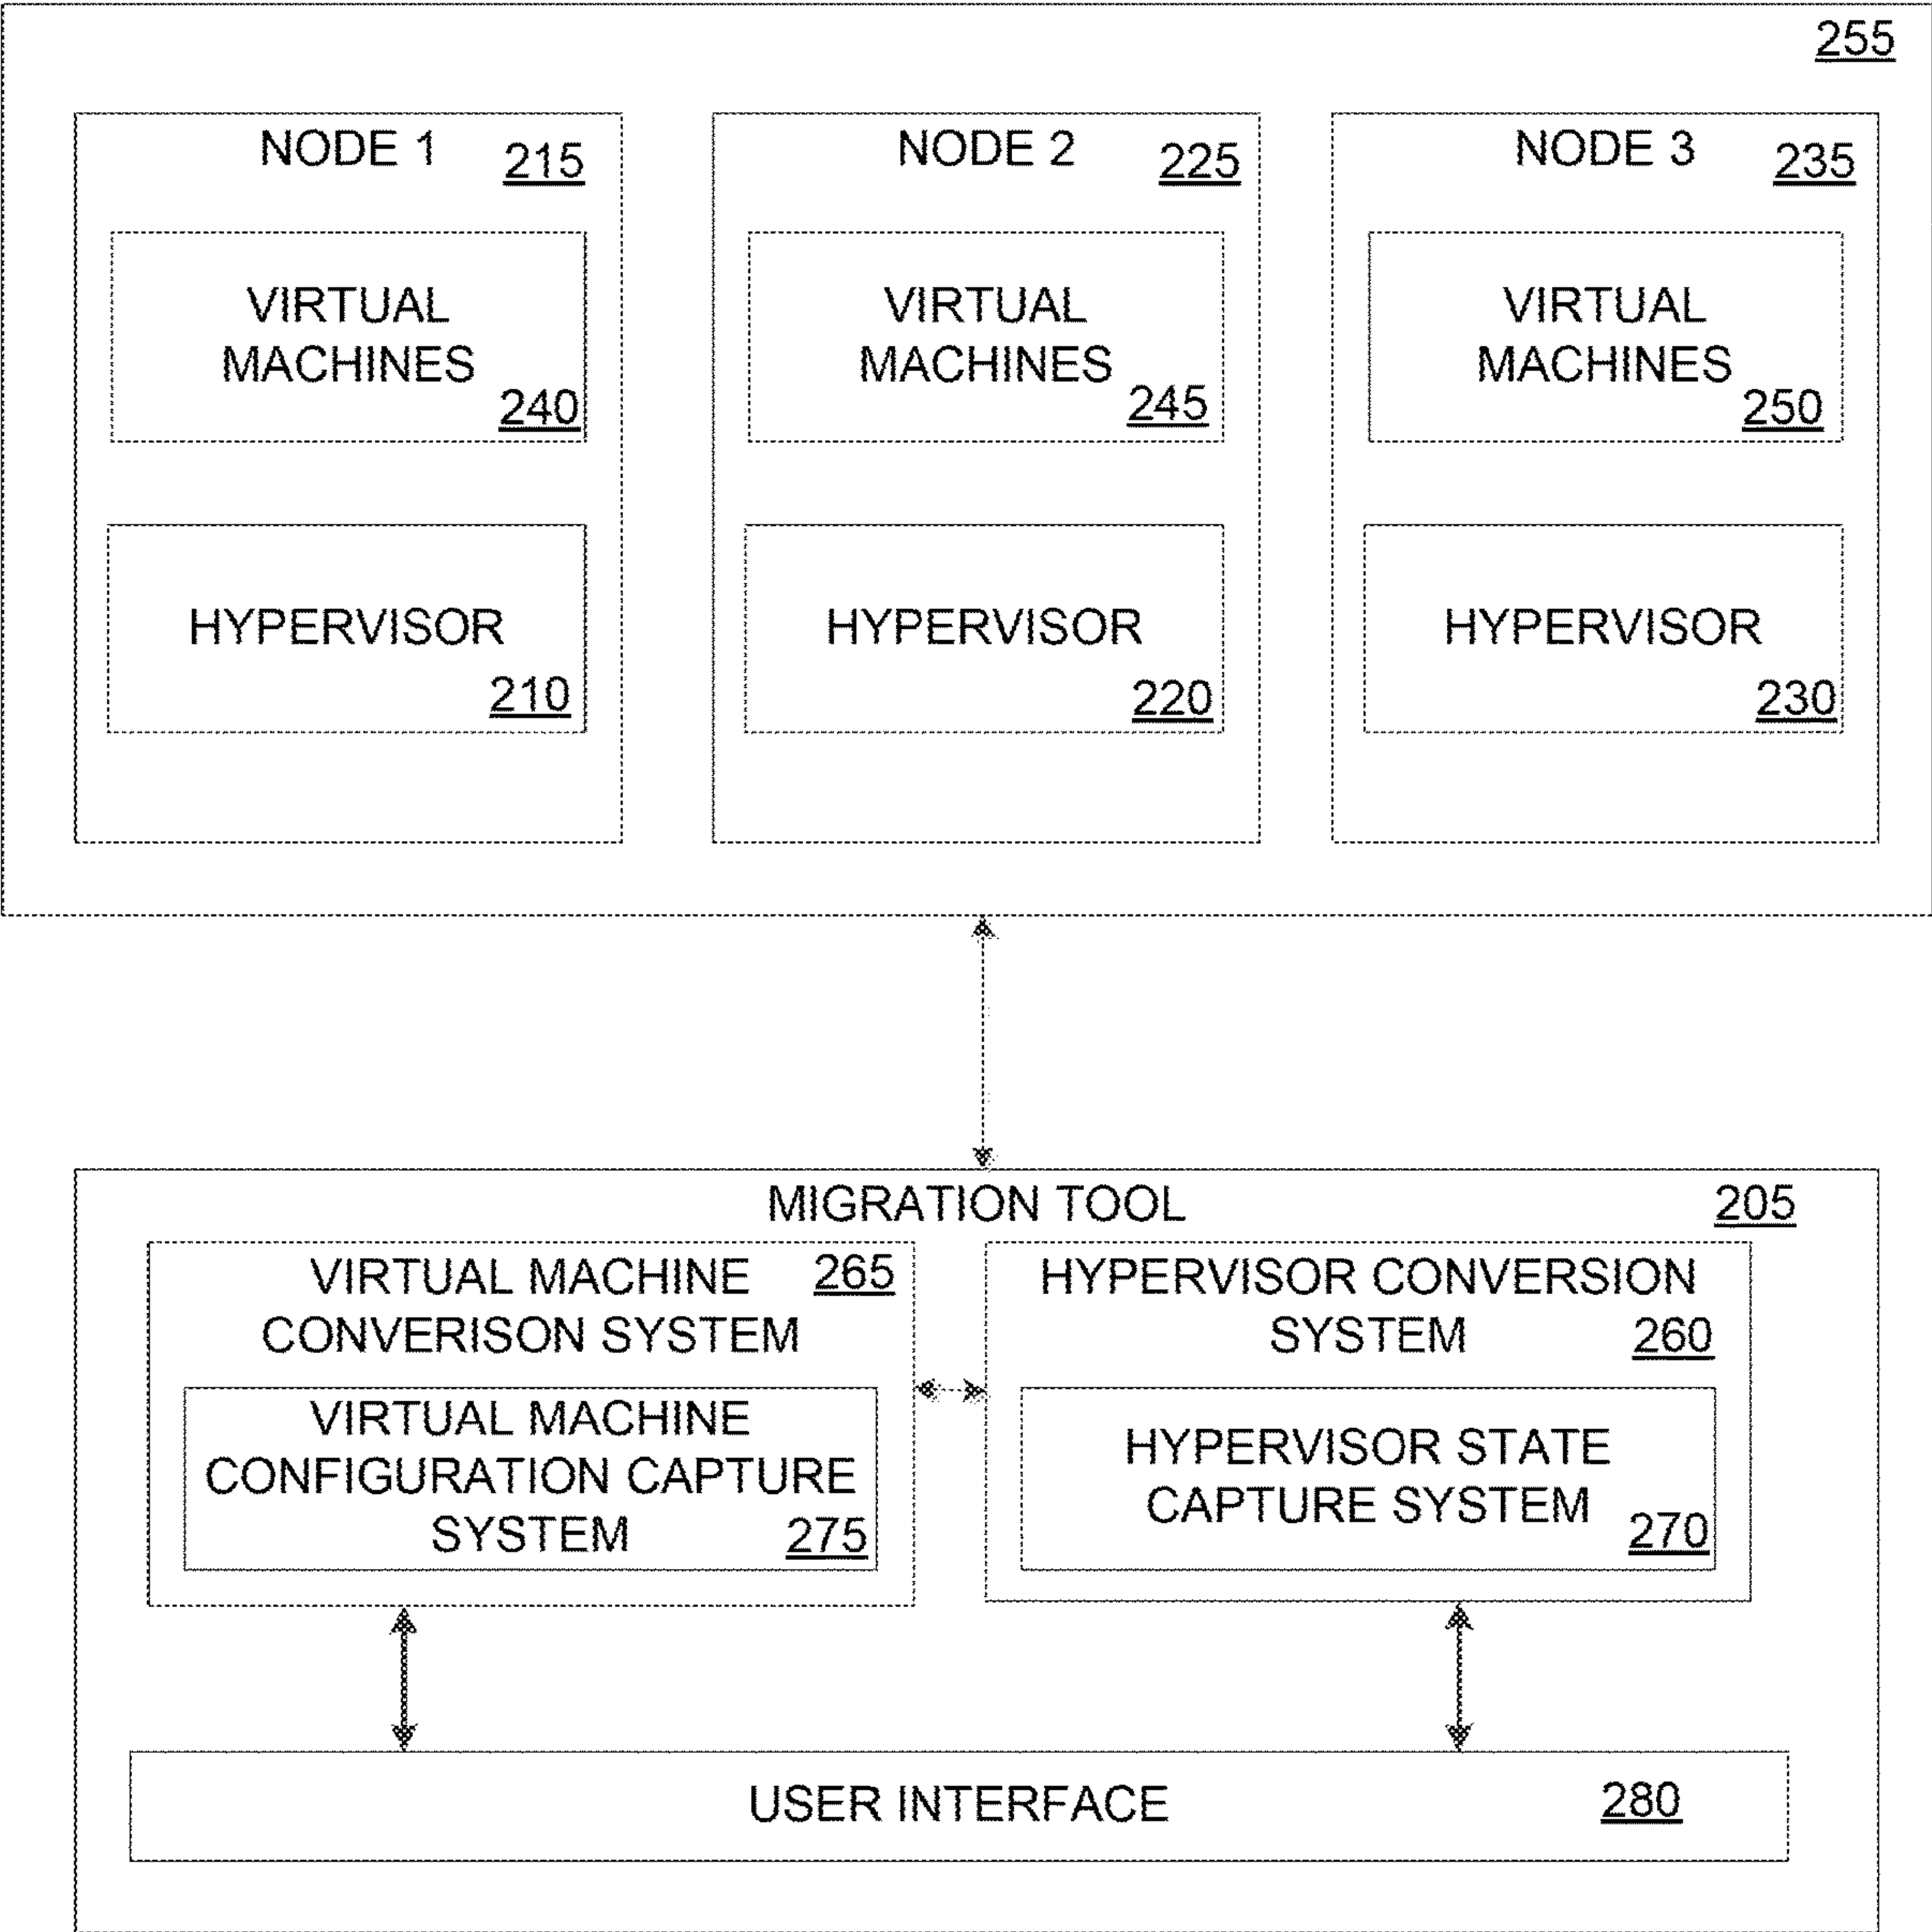 255
NODE 1
215
VIRTUAL
MACHINES
240
HYPERVISOR
210
NODE 2
225
VIRTUAL
MACHINES
245
HYPERVISOR
220
NODE 3
235
VIRTUAL
MACHINES
250
HYPERVISOR
230
MIGRATION TOOL
205
VIRTUAL MACHINE
265
CONVERISON SYSTEM
VIRTUAL MACHINE
CONFIGURATION CAPTURE
SYSTEM
275
HYPERVISOR CONVERSION
SYSTEM
260
HYPERVISOR STATE
CAPTURE SYSTEM
270
USER INTERFACE
280